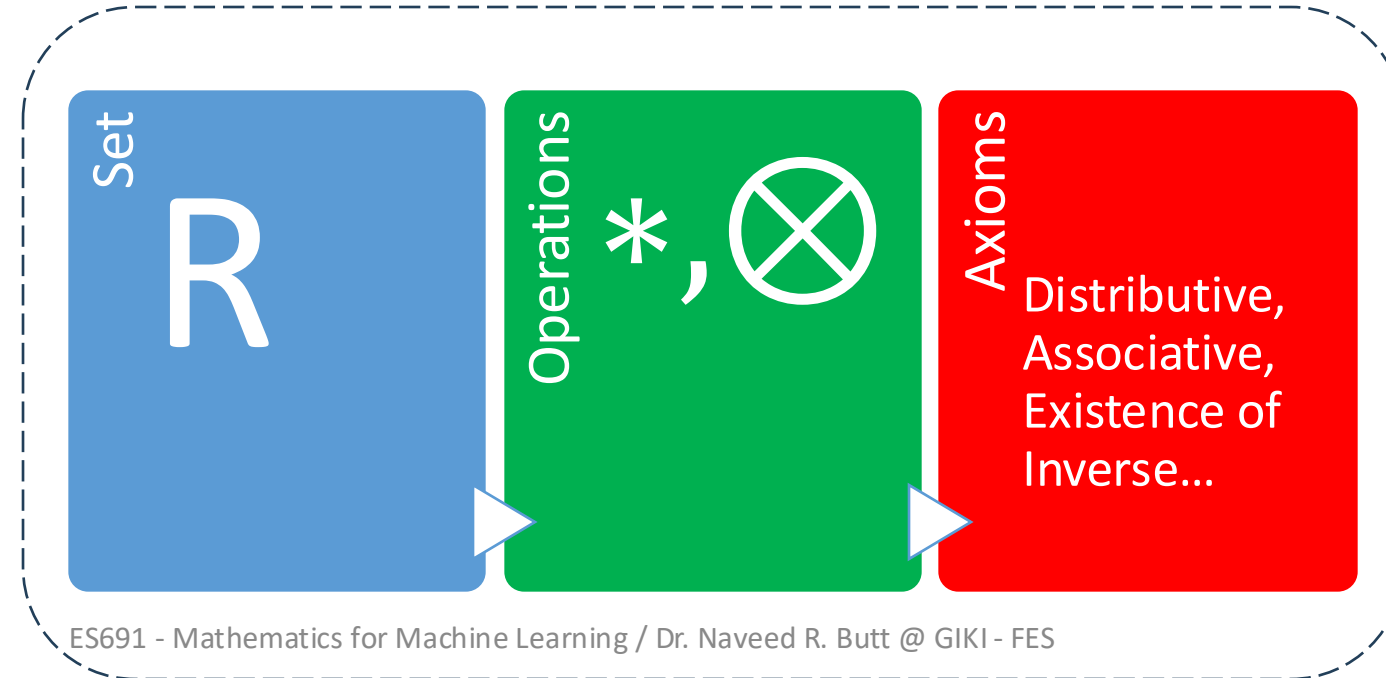 Set
R
Operations
*,⊗
Axioms
Distributive,
Associative,
Existence of
Inverse...
ES691 - Mathematics for Machine Learning / Dr. Naveed R. Butt @ GIKI - FES